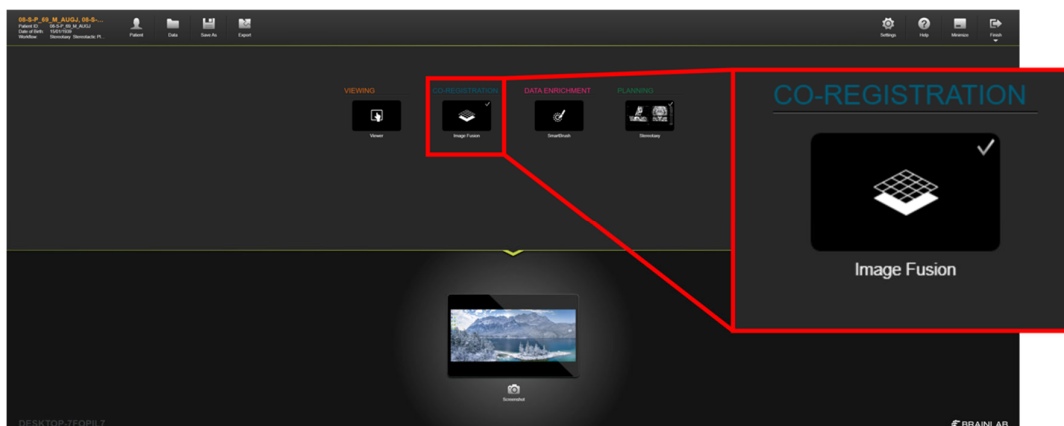 08-S-P_69_M_AUGJ, 08-S-...
Patient ID 08-S-P_69_M_AUGJ
Date of Birth
Workflow Stereotaxy Stereotactic Pl...
Patient
Data
Save As
Export
Settings
Help
Minimize
Finish
VIEWING
CO-REGISTRATION
DATA ENRICHMENT
PLANNING
Viewer
Image Fusion
SmartBrush
Stereotaxy
CO-REGISTRATION
Image Fusion
Screenshot
DESKTOP-7FOPIL7
BRAINLAB